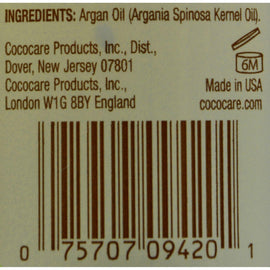 INGREDIENTS: Argan Oil (Argania Spinosa Kernel Oil).
Cococare Products, Inc., Dist.,
Dover, New Jersey 07801
Cococare Products, Inc.,
London W1G 8BY England
6M
Made in USA
cococare.com
0 75707 09420 1